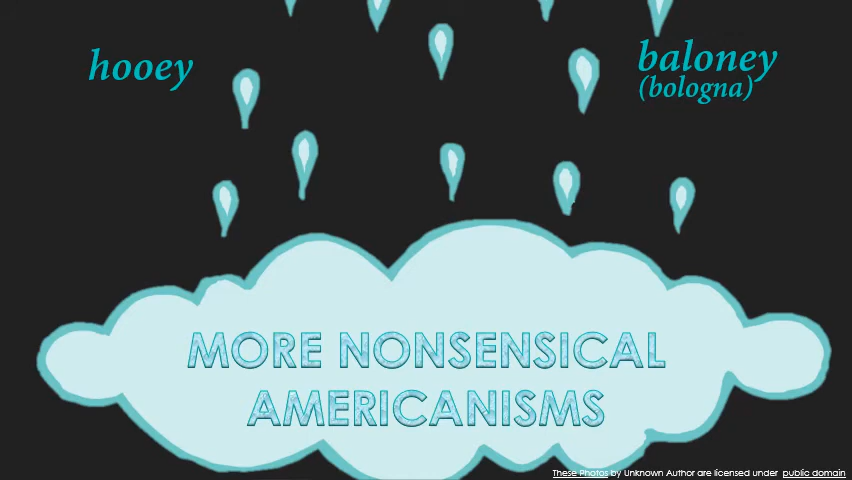 hooey
baloney
(bologna)
MORE NONSENSICAL
AMERICANISMS
These Photos by Unknown Author are licensed under public domain